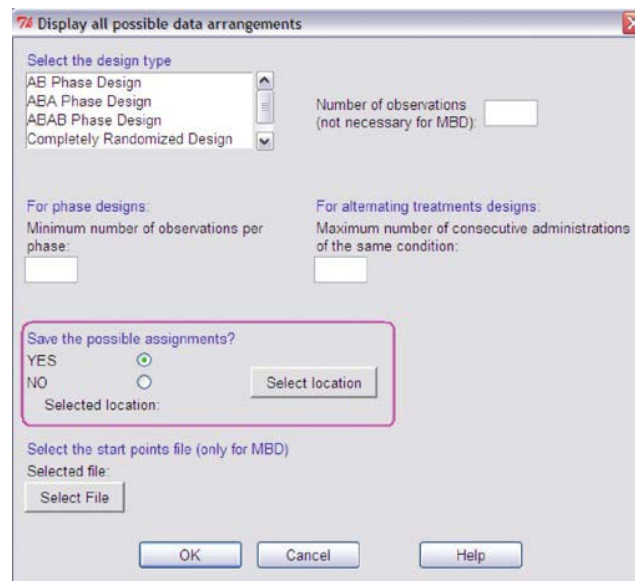 Display all possible data arrangements
Select the design type
AB Phase Design
ABA Phase Design
ABAB Phase Design
Completely Randomized Design
Number of observations
(not necessary for MBD):
For phase designs:
Minimum number of observations per
phase:
For alternating treatments designs:
Maximum number of consecutive administrations
of the same condition:
Save the possible assignments?
YES
NO
Select location
Selected location:
Select the start points file (only for MBD)
Selected file:
Select File
OK
Cancel
Help